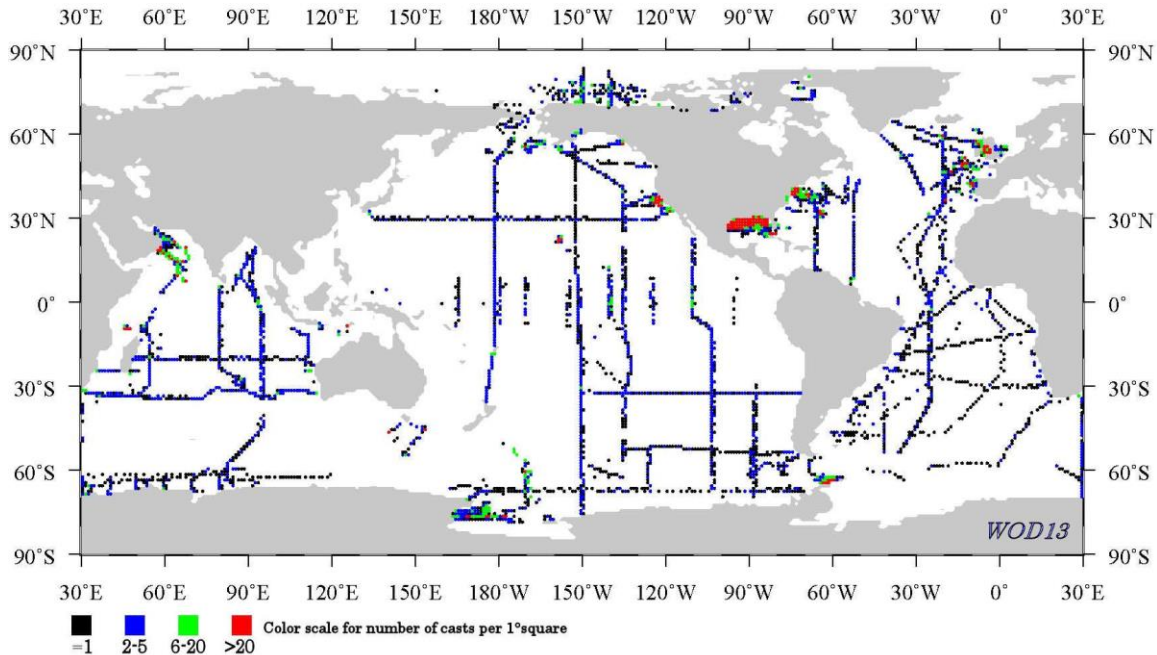 30˚E 60˚E 90˚E 120˚E 150˚E 180˚W 150˚W 120˚W 90˚W 60˚W 30˚W 0˚ 30˚E
90˚N 90˚N
60˚N 60˚N
30˚N 30˚N
0˚ 0˚
30˚S 30˚S
60˚S 60˚S
WOD13
90˚S 90˚S
30˚E 60˚E 90˚E 120˚E 150˚E 180˚W 150˚W 120˚W 90˚W 60˚W 30˚W 0˚ 30˚E
Color scale for number of casts per 1°square
=1 2-5 6-20 >20